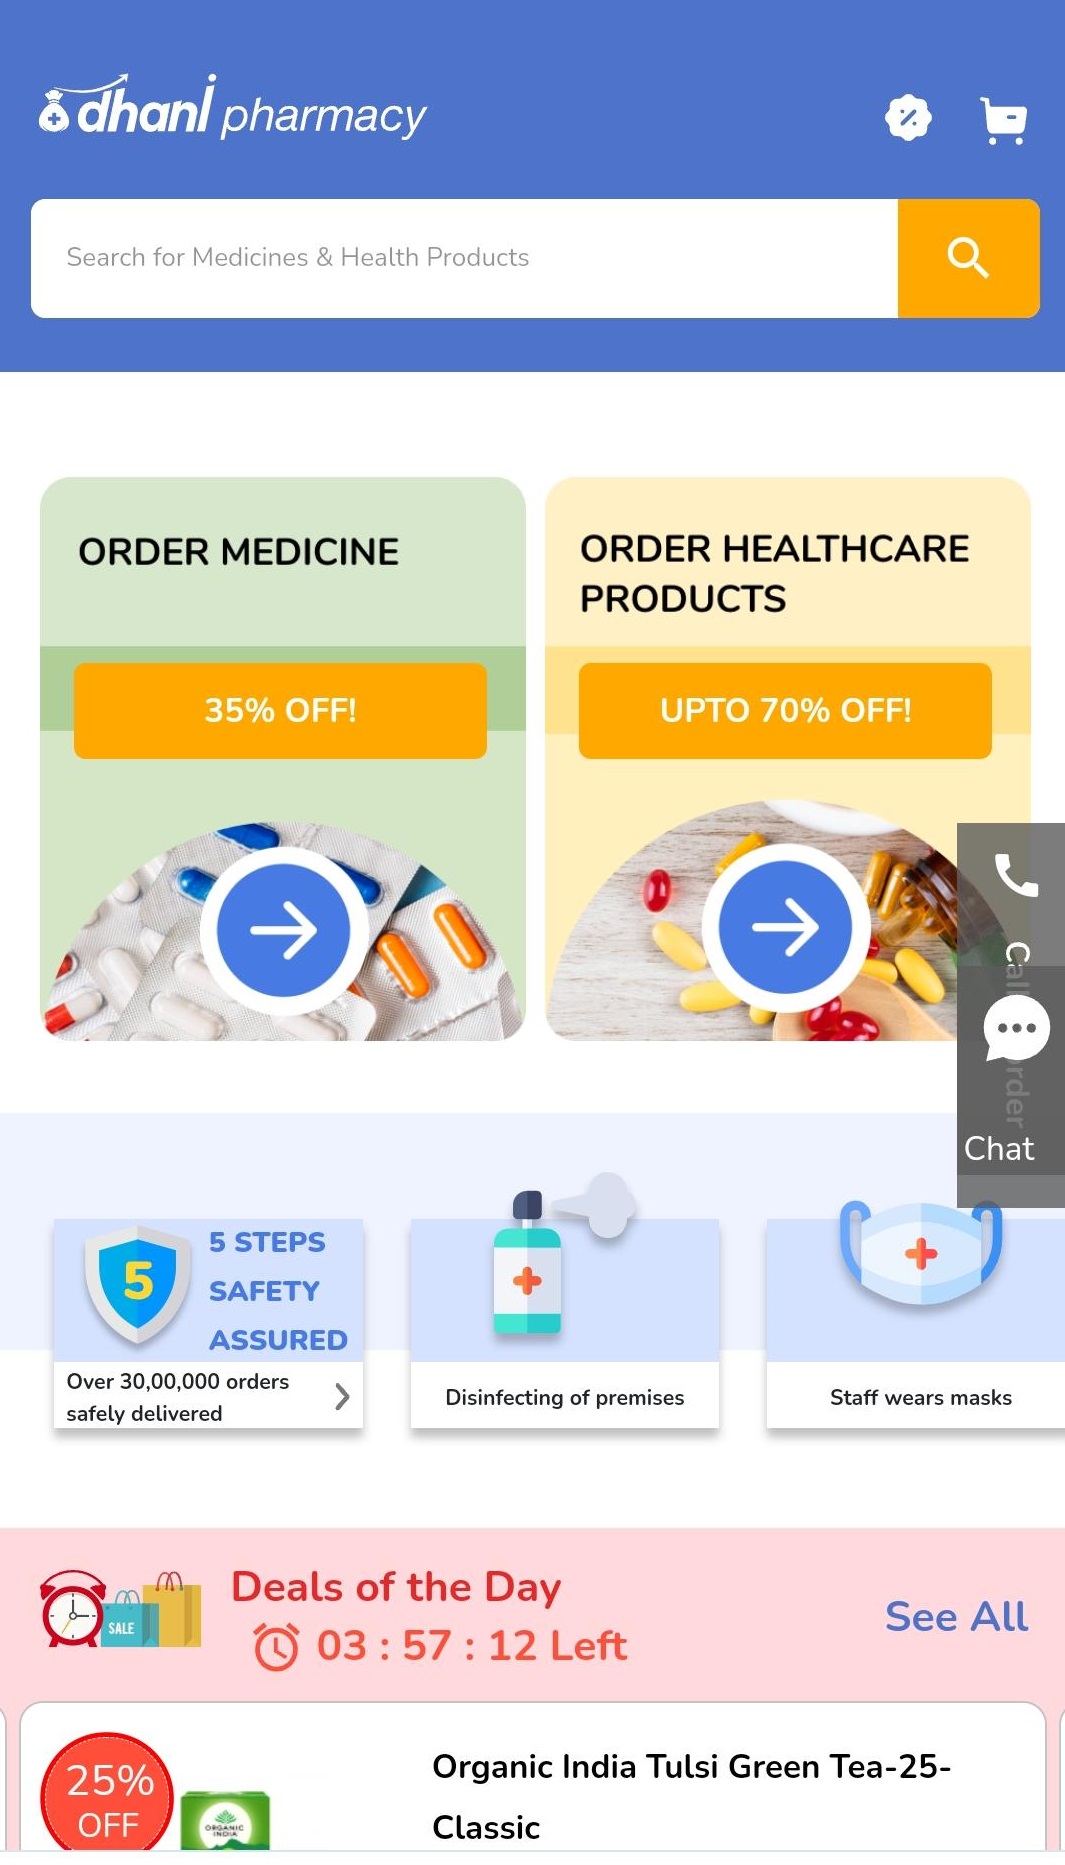 dhani pharmacy
Search for Medicines & Health Products
ORDER MEDICINE
35% OFF!
ORDER HEALTHCARE
PRODUCTS
UPTO 70% OFF!
Chat
5
5 STEPS
SAFETY
ASSURED
Over 30,00,000 orders
safely delivered
Disinfecting of premises
Staff wears masks
SALE
Deals of the Day
03 : 57 : 12 Left
See All
25%
OFF
ORGANIC
INDIA
Organic India Tulsi Green Tea-25-
Classic